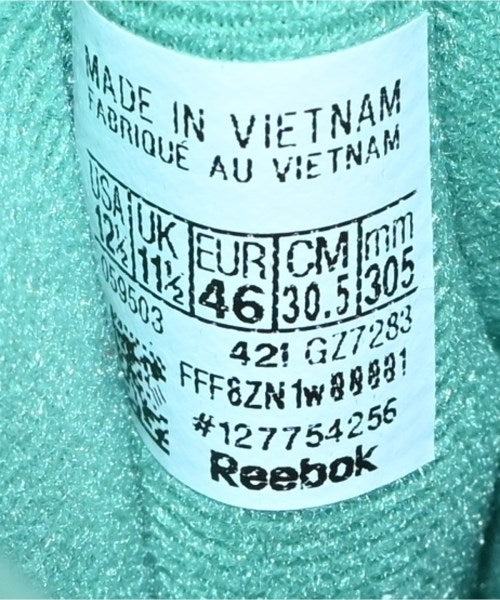 MADE IN VIETNAM
FABRIQUÉ AU VIETNAM
USA UK EUR CM mm
12½ 11½ 46 30.5 305
059503
421 GZ7283
#127754256
Reebok